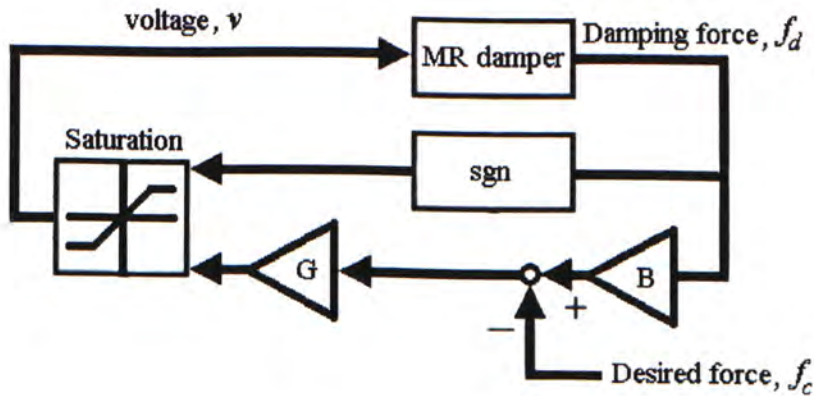 voltage, v
Damping force, f_d
MR damper
Saturation
sgn
G
B
+
−
Desired force, f_c